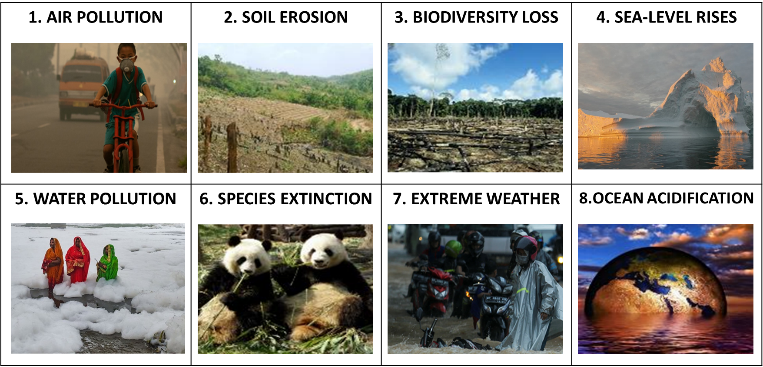 1. AIR POLLUTION
2. SOIL EROSION
3. BIODIVERSITY LOSS
4. SEA-LEVEL RISES
5. WATER POLLUTION
6. SPECIES EXTINCTION
7. EXTREME WEATHER
8.OCEAN ACIDIFICATION